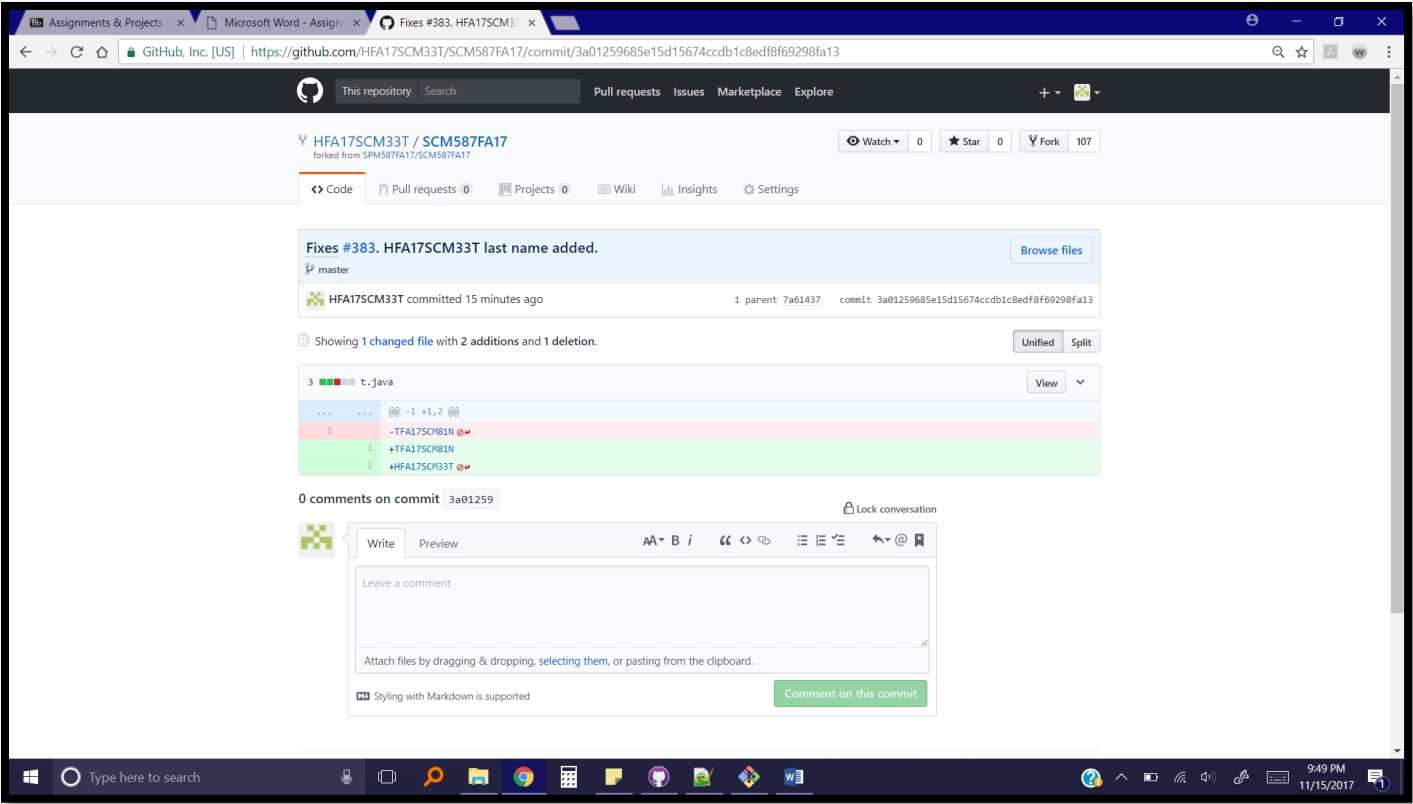 Assignments & Projects -
Microsoft Word - Assign
Fixes #383. HFA17SCM33
GitHub, Inc. [US] | https://github.com/HFA17SCM33T/SCM587FA17/commit/3a01259685e15d15674ccdb1c8edf8f69298fa13
This repository Search Pull requests Issues Marketplace Explore
HFA17SCM33T / SCM587FA17
forked from SPM587FA17/SCM587FA17
Watch 0 Star 0 Fork 107
<> Code Pull requests 0 Projects 0 Wiki Insights Settings
Fixes #383. HFA17SCM33T last name added.
Browse files
master
HFA17SCM33T committed 15 minutes ago 1 parent 7a61437 commit 3a01259685e15d15674ccdb1c8edf8f69298fa13
Showing 1 changed file with 2 additions and 1 deletion.
Unified Split
3 t.java View
... ... @@ -1 +1,2 @@
1 -TFA17SCM81N
1 +TFA17SCM81N
2 +HFA17SCM33T
0 comments on commit 3a01259
Lock conversation
Write Preview AA B i “ <> @
Leave a comment
Attach files by dragging & dropping, selecting them, or pasting from the clipboard.
Styling with Markdown is supported
Comment on this commit
Type here to search
9:49 PM
11/15/2017
1